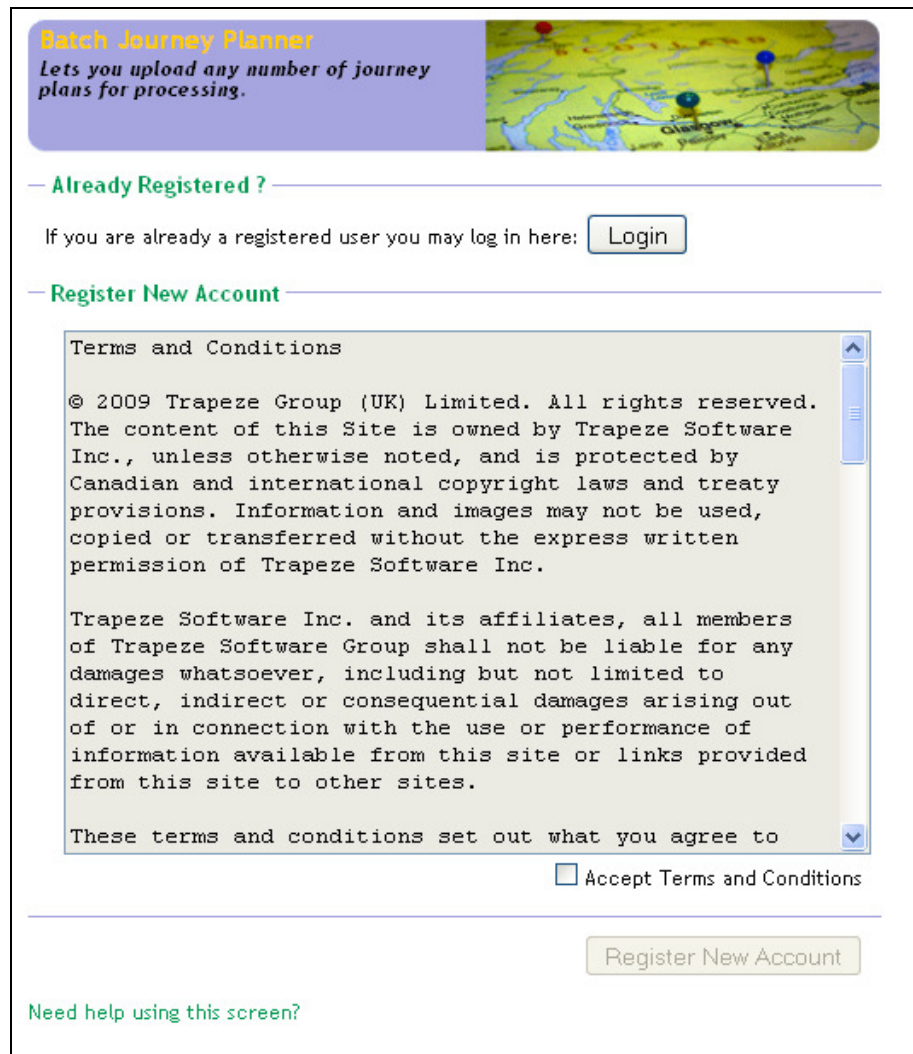 Batch Journey Planner
Lets you upload any number of journey
plans for processing.
SCOTLAND
Glasgow
Already Registered ?
If you are already a registered user you may log in here: Login
Register New Account
Terms and Conditions
© 2009 Trapeze Group (UK) Limited. All rights reserved.
The content of this Site is owned by Trapeze Software
Inc., unless otherwise noted, and is protected by
Canadian and international copyright laws and treaty
provisions. Information and images may not be used,
copied or transferred without the express written
permission of Trapeze Software Inc.
Trapeze Software Inc. and its affiliates, all members
of Trapeze Software Group shall not be liable for any
damages whatsoever, including but not limited to
direct, indirect or consequential damages arising out
of or in connection with the use or performance of
information available from this site or links provided
from this site to other sites.
These terms and conditions set out what you agree to
Accept Terms and Conditions
Register New Account
Need help using this screen?